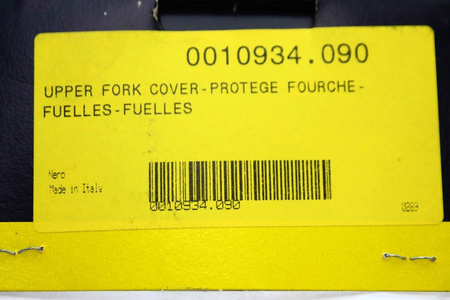 0010934.090
UPPER FORK COVER-PROTEGE FOURCHE-
FUELLES-FUELLES
Nero
Made in Italy
0010934.090